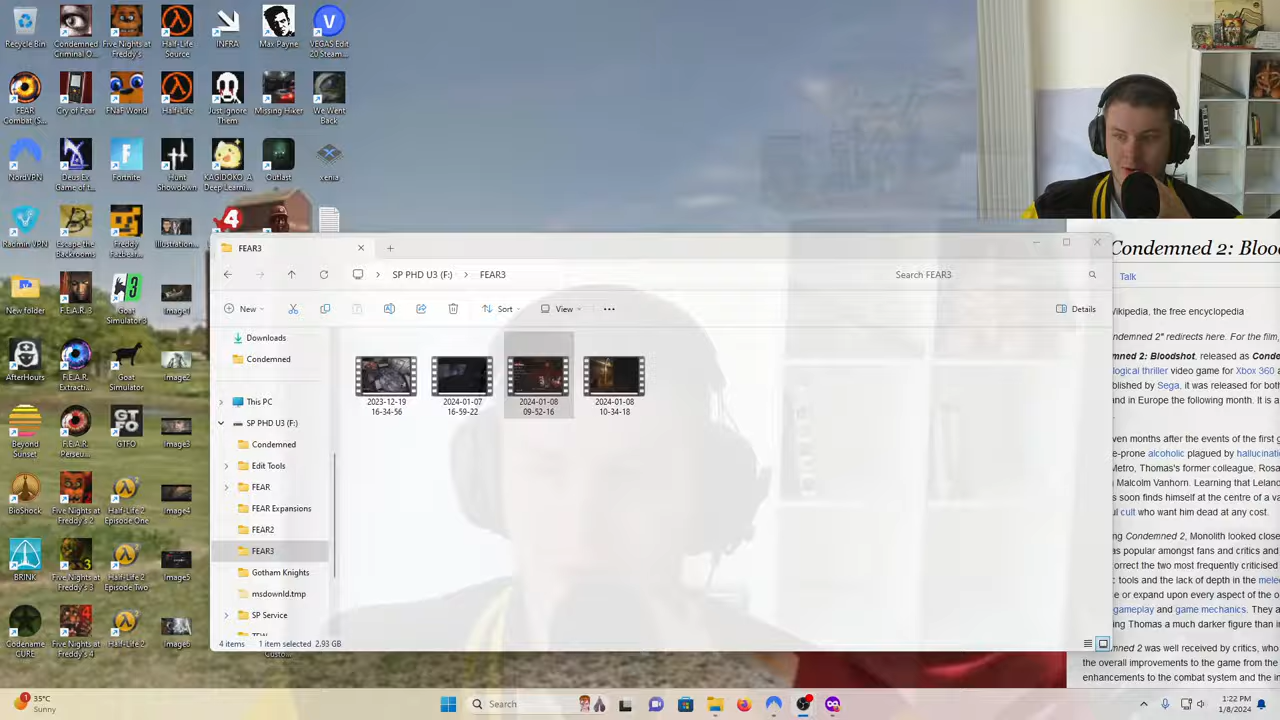 Recycle Bin
Condemned
Criminal O...
Five Nights at
Freddy's
Half-Life
Source
INFRA
Max Payne
VEGAS Edit
20 Steam...
FEAR
Combat (S...
Cry of Fear
FNaF World
Half-Life
Just Ignore
Them
Missing Hiker
We Went
Back
NordVPN
Deus Ex
Game of t...
Fortnite
Hunt
Showdown
KAGIDOKO_A
Deep Learni...
Outlast
xenia
Radmin VPN
Escape the
Backrooms
Freddy
Fazbear...
Illustration...
4
New folder
F.E.A.R. 3
Goat
Simulator 3
Image1
AfterHours
F.E.A.R.
Extracti...
Goat
Simulator
Image2
Beyond
Sunset
F.E.A.R.
Perseu...
GTFO
Image3
BioShock
Five Nights at
Freddy's 2
Half-Life 2
Episode One
Image4
BRINK
Five Nights at
Freddy's 3
Half-Life 2
Episode Two
Image5
Codename
CURE
Five Nights at
Freddy's 4
Half-Life 2
Image6
FEAR3
SP PHD U3 (F:) > FEAR3
Search FEAR3
New
Sort
View
Details
Downloads
Condemned
This PC
SP PHD U3 (F:)
Condemned
Edit Tools
FEAR
FEAR Expansions
FEAR2
FEAR3
Gotham Knights
msdownld.tmp
SP Service
2023-12-19
16-34-56
2024-01-07
16-59-22
2024-01-08
09-52-16
2024-01-08
10-34-18
4 items
1 item selected 2.93 GB
Condemned 2: Bloo
Talk
Wikipedia, the free encyclopedia
ndemned 2" redirects here. For the film,
mned 2: Bloodshot, released as Conde
logical thriller video game for Xbox 360 a
blished by Sega, it was released for both
and in Europe the following month. It is a
ven months after the events of the first g
e-prone alcoholic plagued by hallucinati
Metro, Thomas's former colleague, Rosa
Malcolm Vanhorn. Learning that Leland
s soon finds himself at the centre of a va
ul cult who want him dead at any cost.
ng Condemned 2, Monolith looked close
as popular amongst fans and critics and
orrect the two most frequently criticised
c tools and the lack of depth in the melee
e or expand upon every aspect of the o
gameplay and game mechanics. They a
ng Thomas a much darker figure than i
mned 2 was well received by critics, who
the overall improvements to the game from the
enhancements to the combat system and the in
1
35°C
Sunny
Search
1:22 PM
1/8/2024